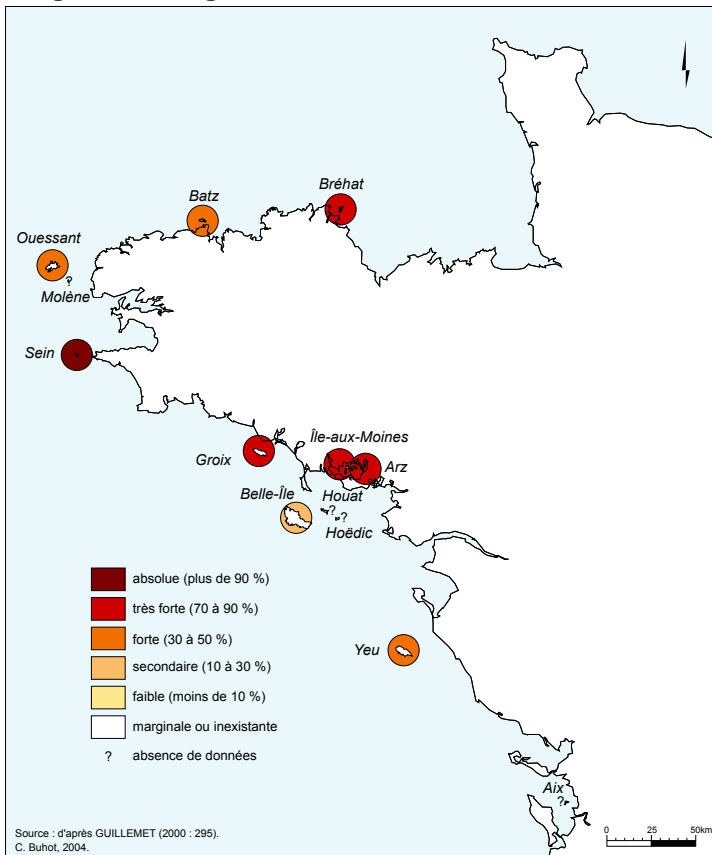 Bréhat
Batz
Ouessant
Molène
?
Sein
Île-aux-Moines
Groix
Arz
Belle-Île
Houat
?
?
Hoëdic
absolue (plus de 90 %)
très forte (70 à 90 %)
forte (30 à 50 %)
secondaire (10 à 30 %)
faible (moins de 10 %)
marginale ou inexistante
? absence de données
Yeu
Aix
?
Source : d'après GUILLEMET (2000 : 295).
C. Buhot, 2004.
0 25 50km